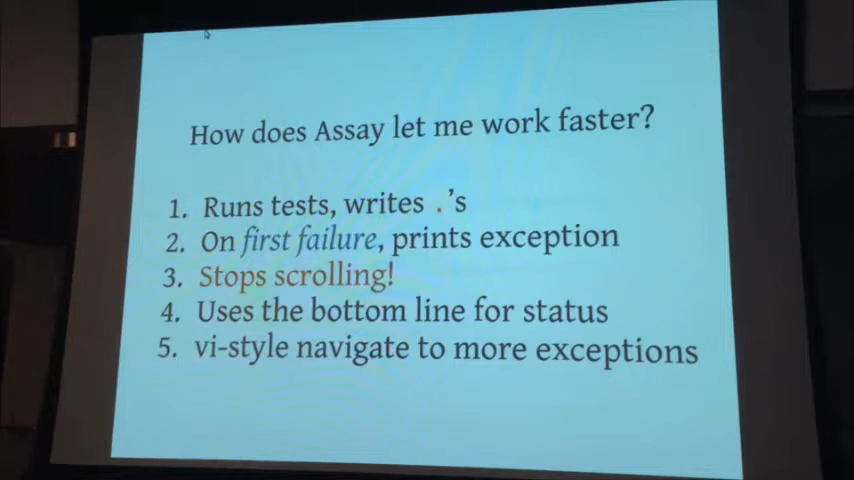 How does Assay let me work faster?
1. Runs tests, writes .'s
2. On first failure, prints exception
3. Stops scrolling!
4. Uses the bottom line for status
5. vi-style navigate to more exceptions